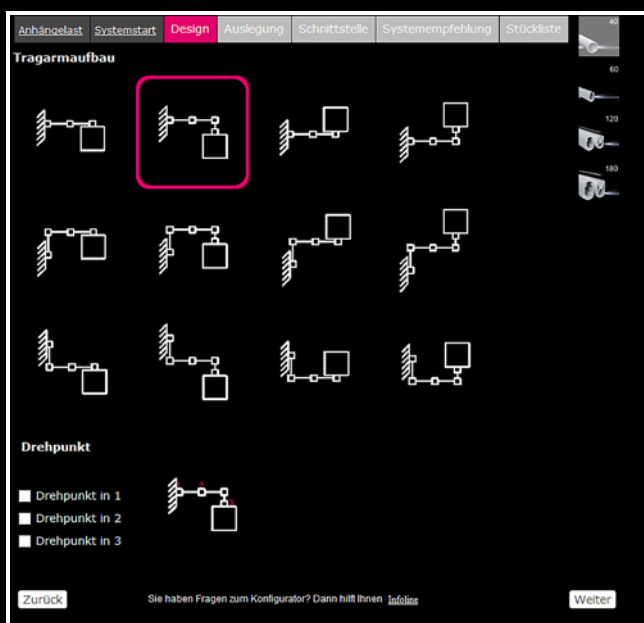 Anhängelast Systemstart Design Auslegung Schnittstelle Systemempfehlung Stückliste
40
Tragarmaufbau
60
120
180
Drehpunkt
Drehpunkt in 1
Drehpunkt in 2
Drehpunkt in 3
Zurück Sie haben Fragen zum Konfigurator? Dann hilft Ihnen Infoline Weiter